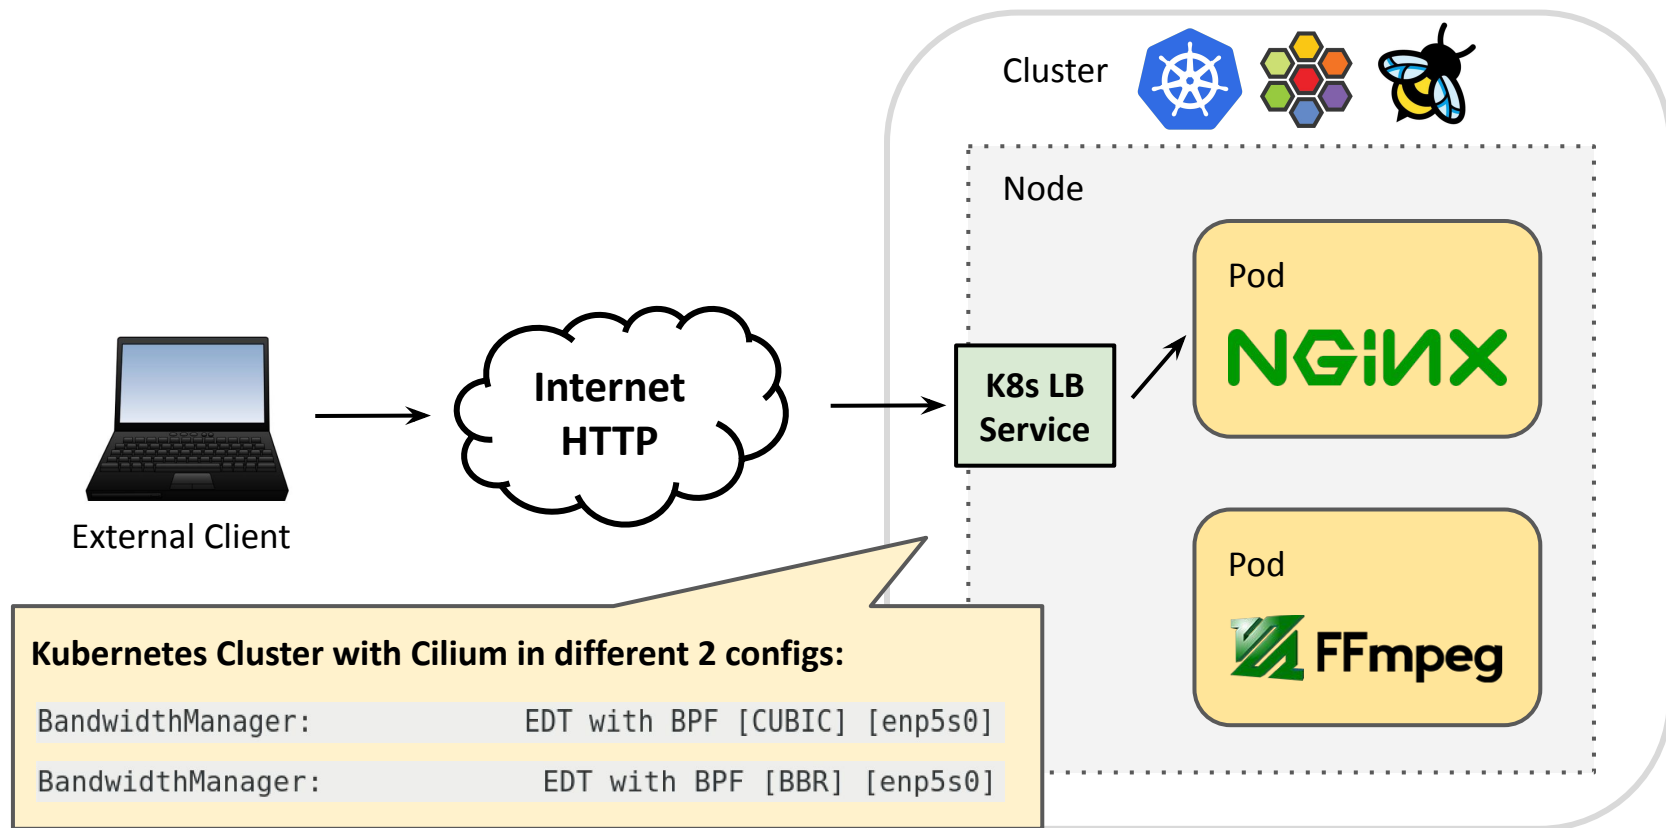 Cluster
Node
Pod
NGINX
Internet
HTTP
K8s LB
Service
External Client
Pod
FFmpeg
Kubernetes Cluster with Cilium in different 2 configs:
BandwidthManager: EDT with BPF [CUBIC] [enp5s0]
BandwidthManager: EDT with BPF [BBR] [enp5s0]